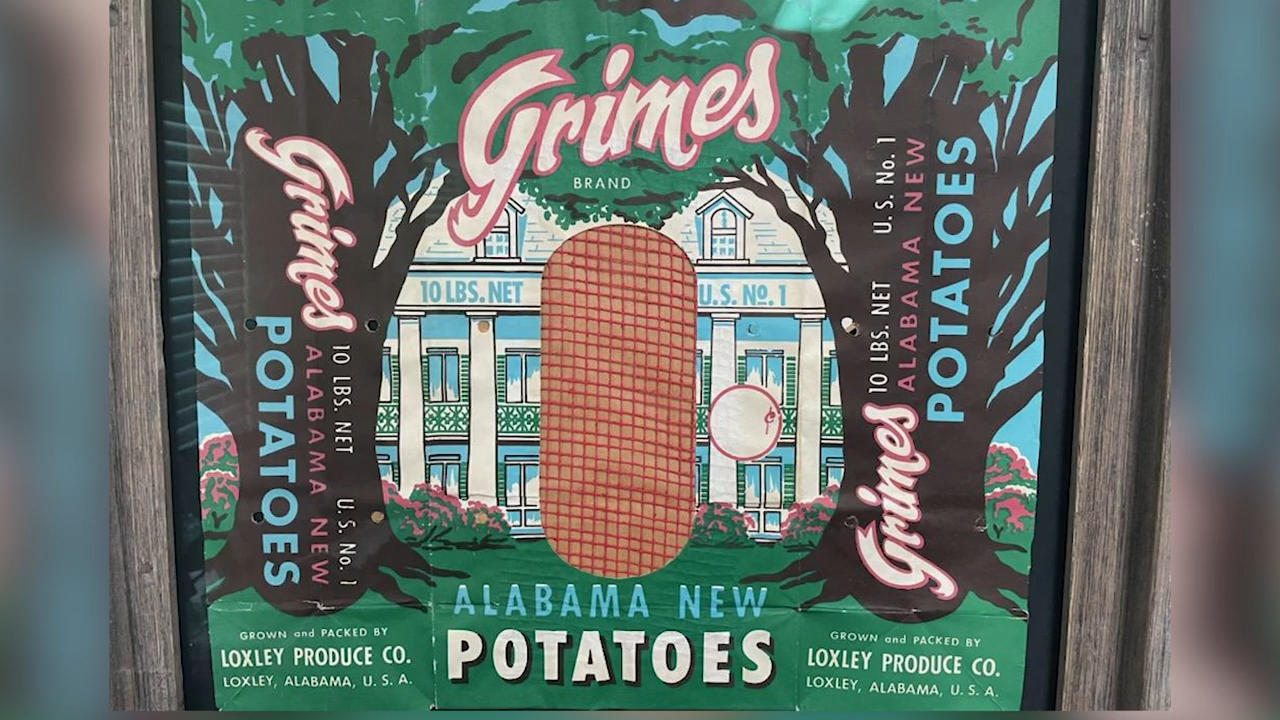 Grimes
BRAND
10 LBS. NET
U. S. No. 1
ALABAMA NEW
POTATOES
Grimes
10 LBS. NET U. S. No. 1
ALABAMA NEW
POTATOES
Grimes
10 LBS. NET U. S. No. 1
ALABAMA NEW
POTATOES
GROWN and PACKED BY
LOXLEY PRODUCE CO.
LOXLEY, ALABAMA, U. S. A.
GROWN and PACKED BY
LOXLEY PRODUCE CO.
LOXLEY, ALABAMA, U. S. A.